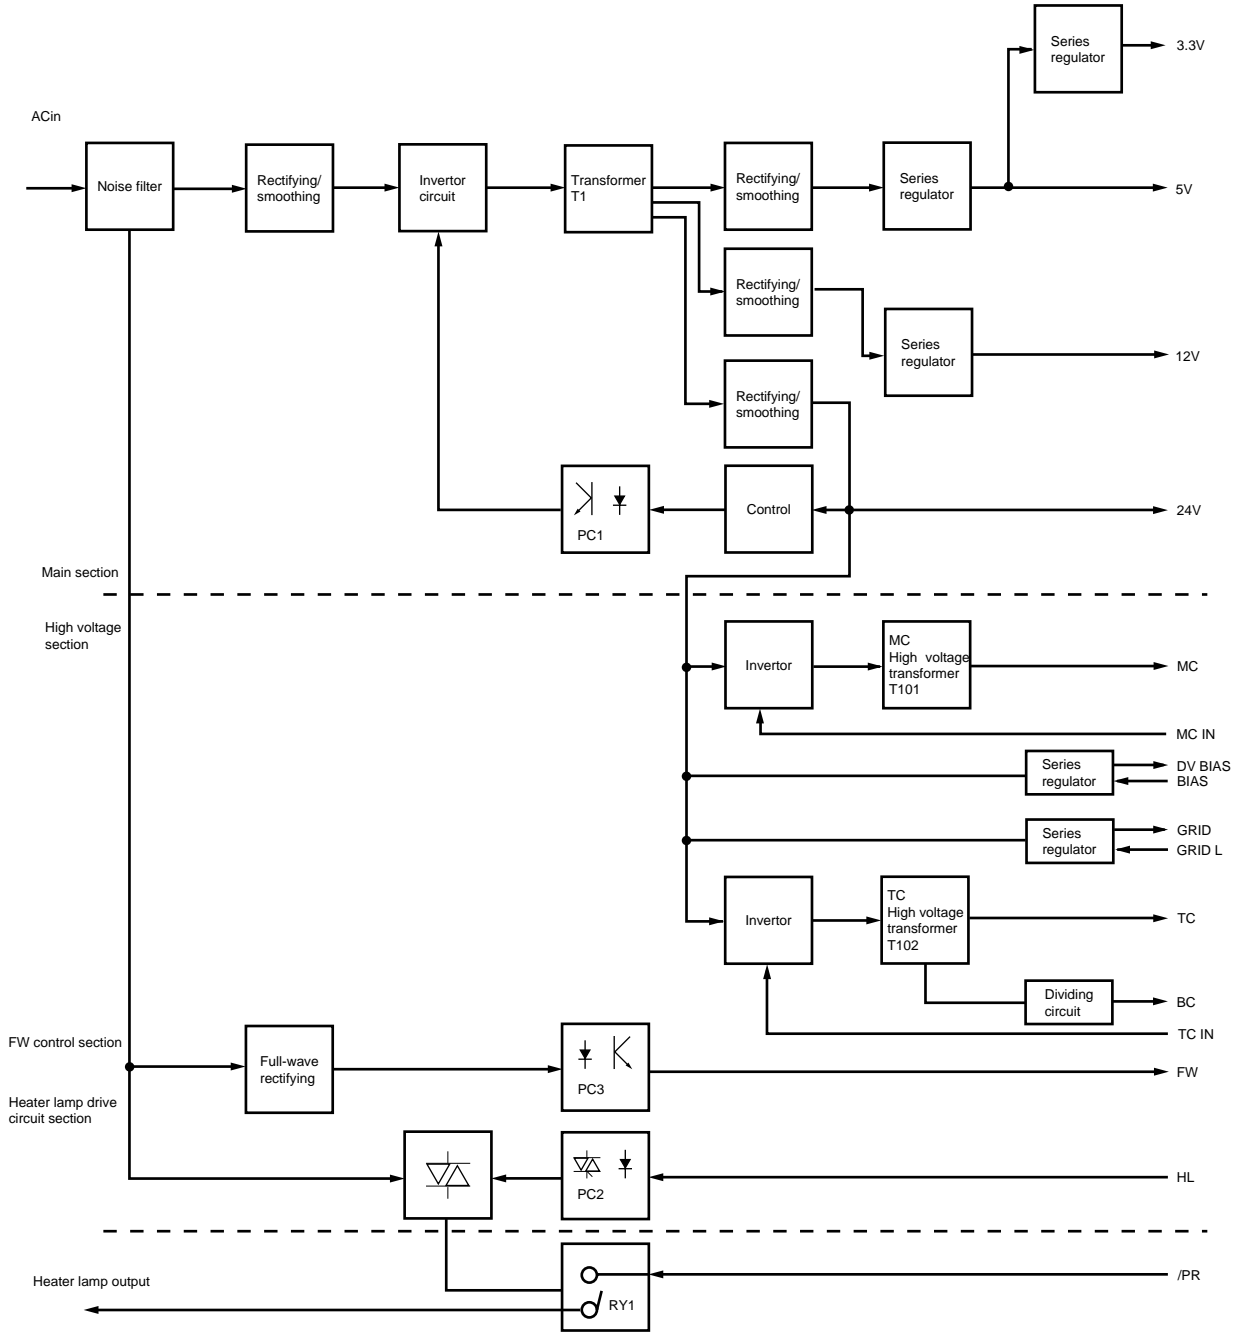 Series
regulator
3.3V
ACin
Noise filter
Rectifying/
smoothing
Invertor
circuit
Transformer
T1
Rectifying/
smoothing
Series
regulator
5V
Rectifying/
smoothing
Series
regulator
12V
Rectifying/
smoothing
PC1
Control
24V
Main section
High voltage
section
Invertor
MC
High voltage
transformer
T101
MC
MC IN
Series
regulator
DV BIAS
BIAS
Series
regulator
GRID
GRID L
Invertor
TC
High voltage
transformer
T102
TC
Dividing
circuit
BC
TC IN
FW control section
Full-wave
rectifying
PC3
FW
Heater lamp drive
circuit section
PC2
HL
Heater lamp output
RY1
/PR